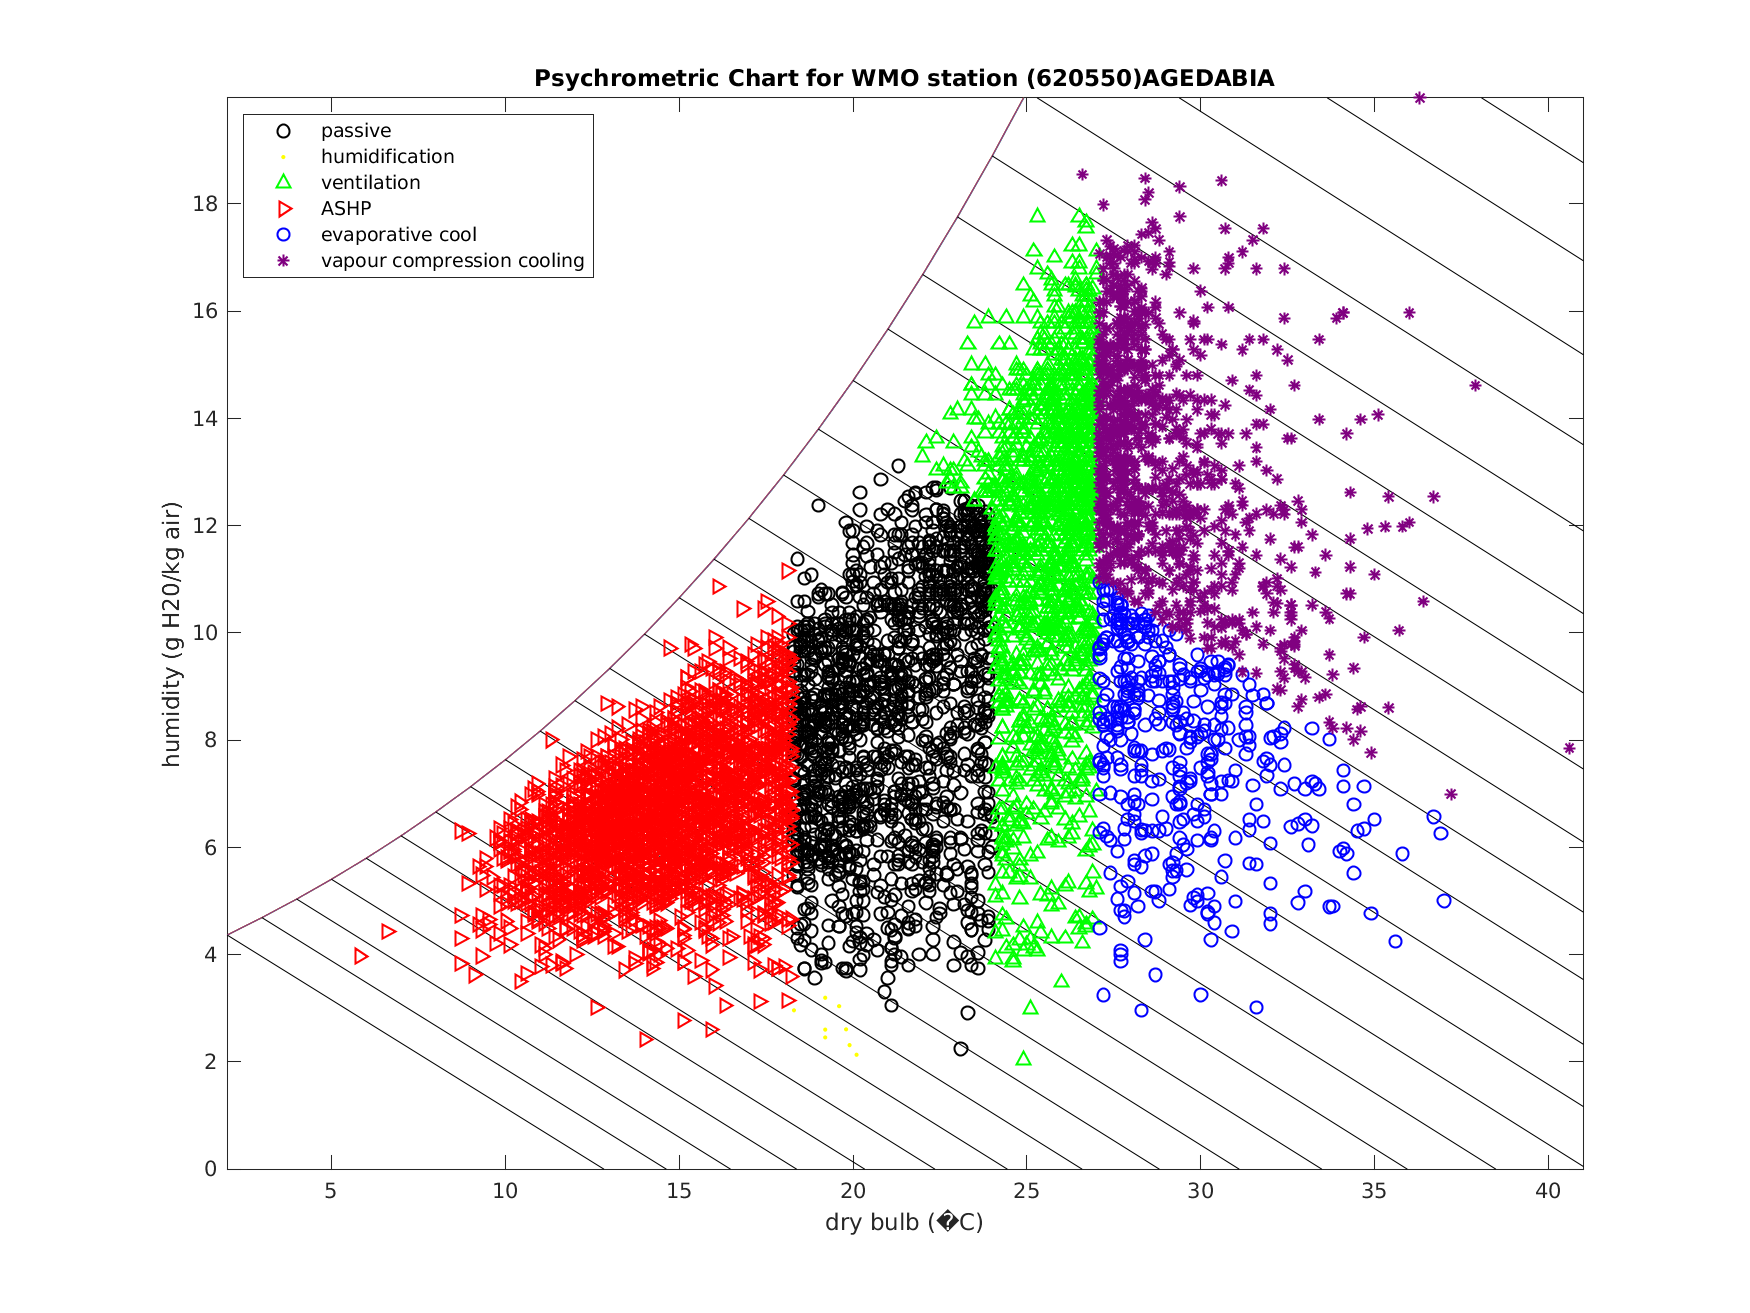 Psychrometric Chart for WMO station (620550)AGEDABIA
passive
humidification
ventilation
ASHP
evaporative cool
vapour compression cooling
humidity (g H20/kg air)
18
16
14
12
10
8
6
4
2
0
5 10 15 20 25 30 35 40
dry bulb (�C)